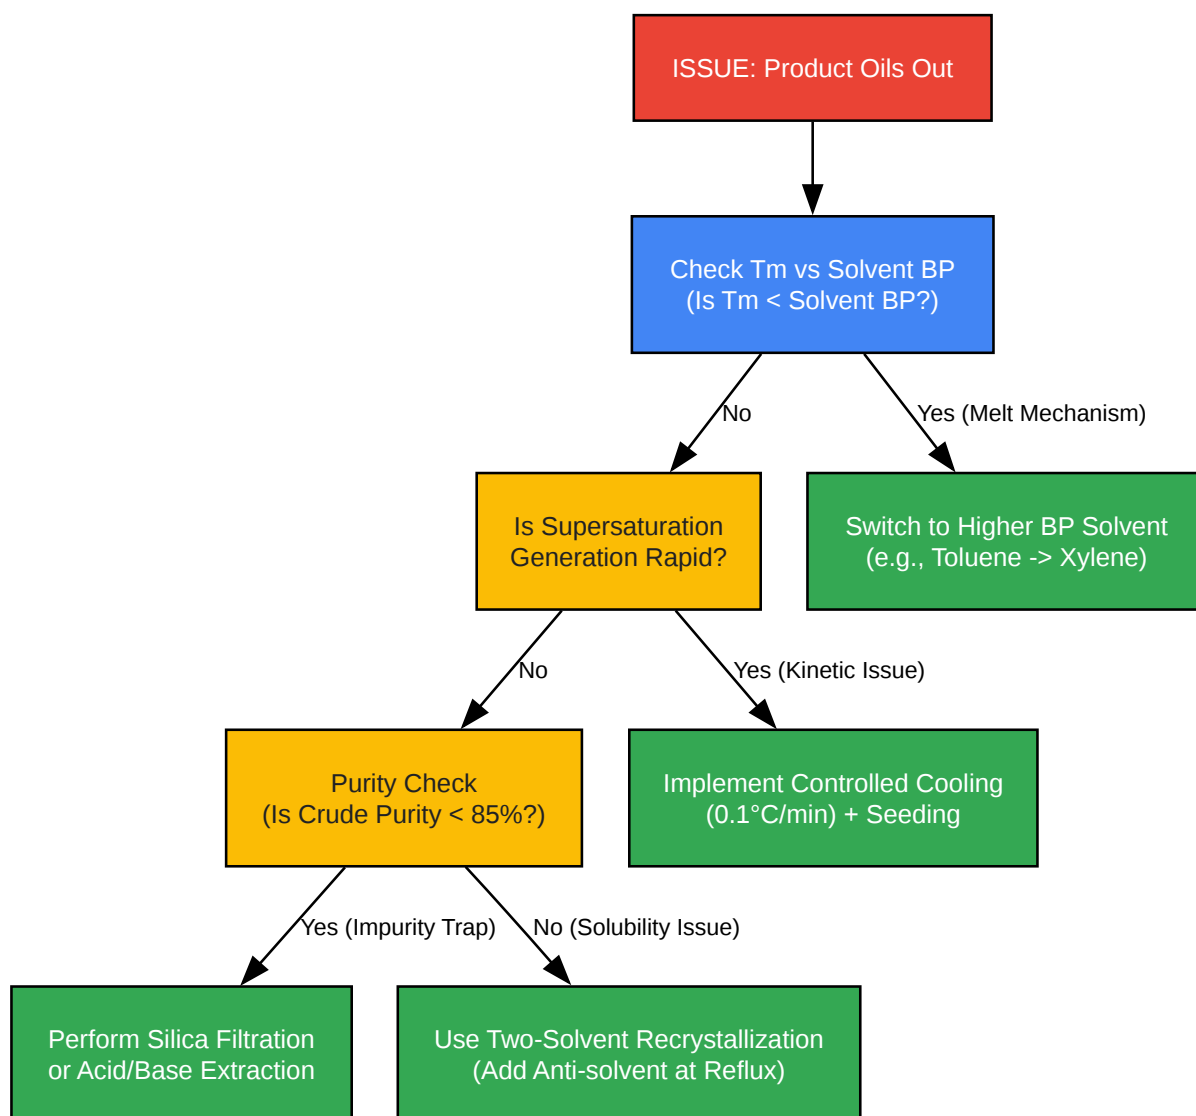 ISSUE: Product Oils Out
Check Tm vs Solvent BP
(Is Tm < Solvent BP?)
No
Yes (Melt Mechanism)
Is Supersaturation
Generation Rapid?
Switch to Higher BP Solvent
(e.g., Toluene -> Xylene)
No
Yes (Kinetic Issue)
Purity Check
(Is Crude Purity < 85%?)
Implement Controlled Cooling
(0.1°C/min) + Seeding
Yes (Impurity Trap)
No (Solubility Issue)
Perform Silica Filtration
or Acid/Base Extraction
Use Two-Solvent Recrystallization
(Add Anti-solvent at Reflux)